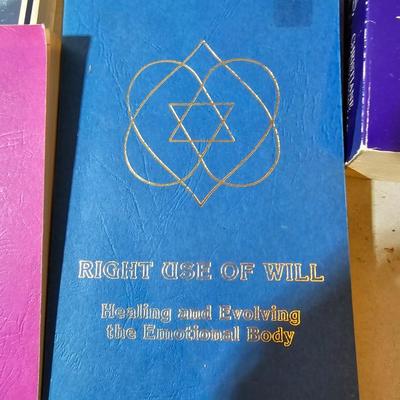 RIGHT USE OF WILL
Healing and Evolving
the Emotional Body